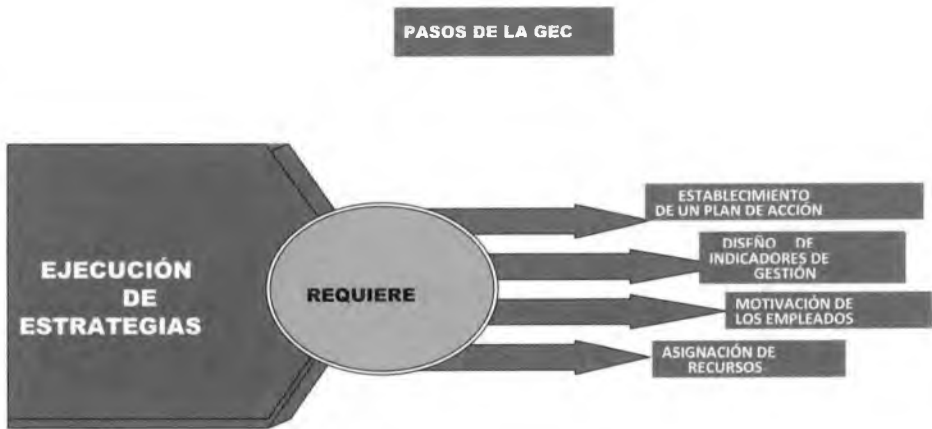 PASOS DE LA GEC
EJECUCIÓN
DE
ESTRATEGIAS
REQUIERE
ESTABLECIMIENTO
DE UN PLAN DE ACCIÓN
DISEÑO DE
INDICADORES DE
GESTIÓN
MOTIVACIÓN DE
LOS EMPLEADOS
ASIGNACIÓN DE
RECURSOS